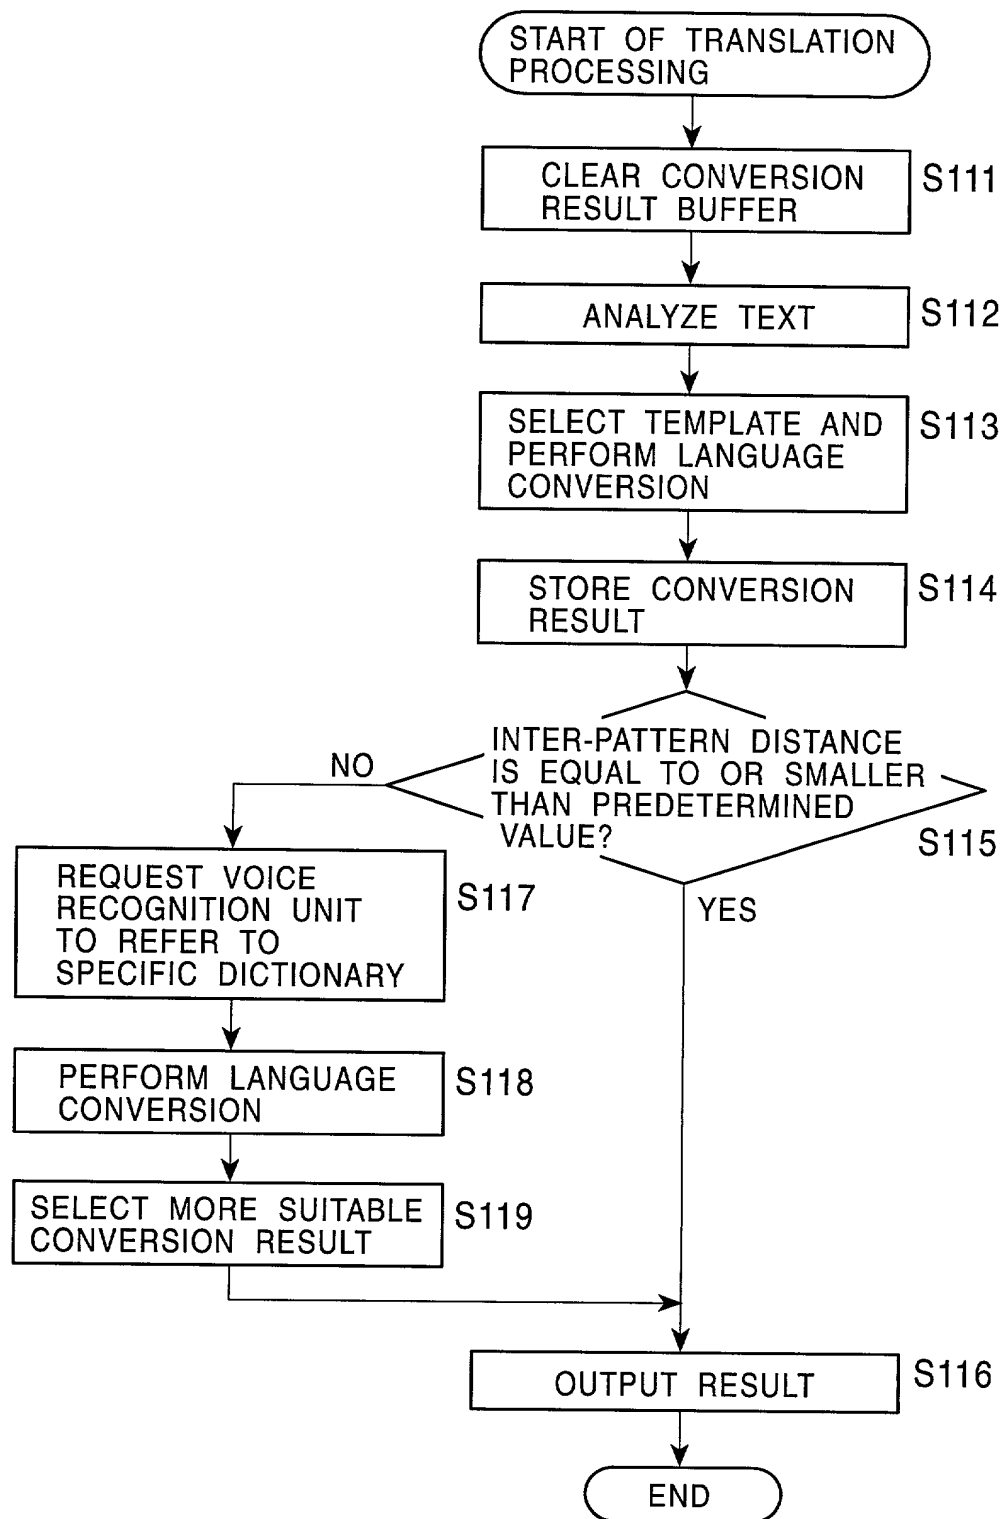 START OF TRANSLATION
PROCESSING
CLEAR CONVERSION
RESULT BUFFER
S111
ANALYZE TEXT
S112
SELECT TEMPLATE AND
PERFORM LANGUAGE
CONVERSION
S113
STORE CONVERSION
RESULT
S114
INTER-PATTERN DISTANCE
IS EQUAL TO OR SMALLER
THAN PREDETERMINED
VALUE?
S115
NO
YES
REQUEST VOICE
RECOGNITION UNIT
TO REFER TO
SPECIFIC DICTIONARY
S117
PERFORM LANGUAGE
CONVERSION
S118
SELECT MORE SUITABLE
CONVERSION RESULT
S119
OUTPUT RESULT
S116
END